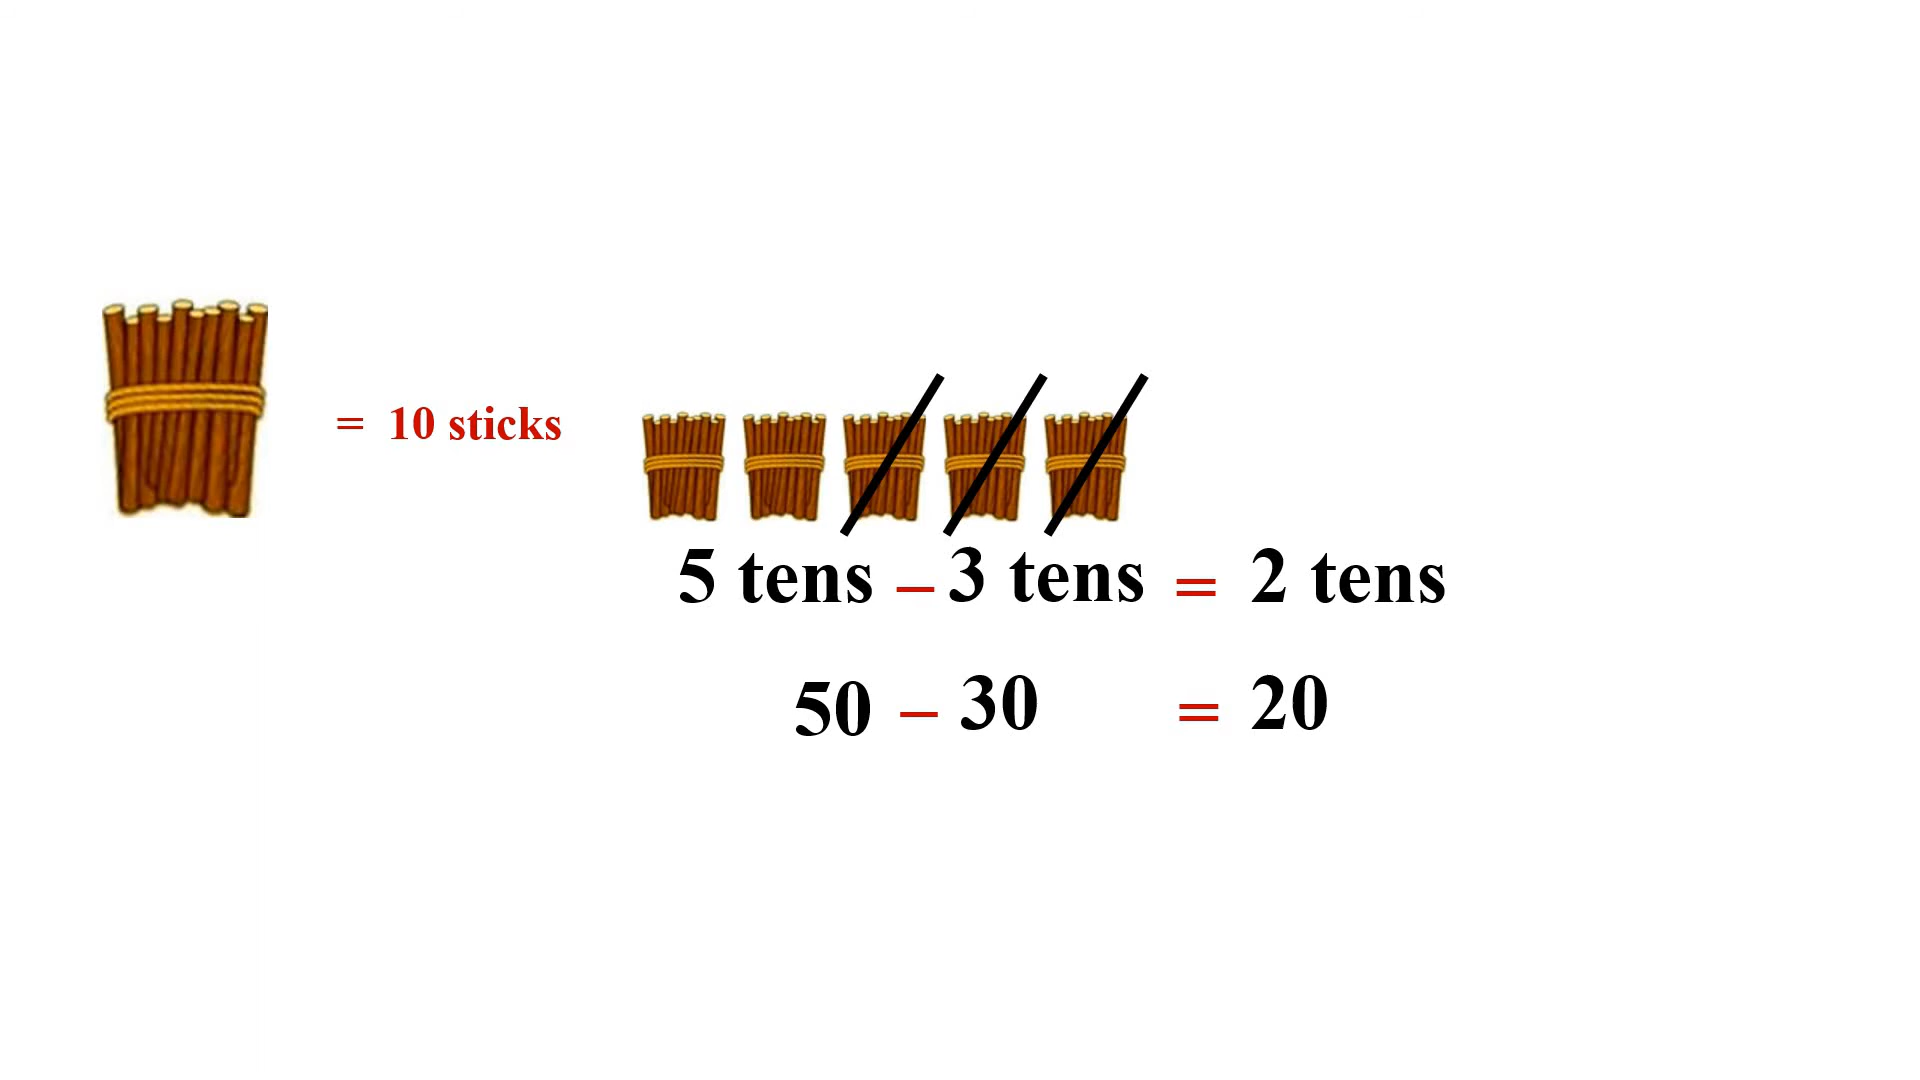 = 10 sticks
5 tens – 3 tens = 2 tens
50 – 30 = 20